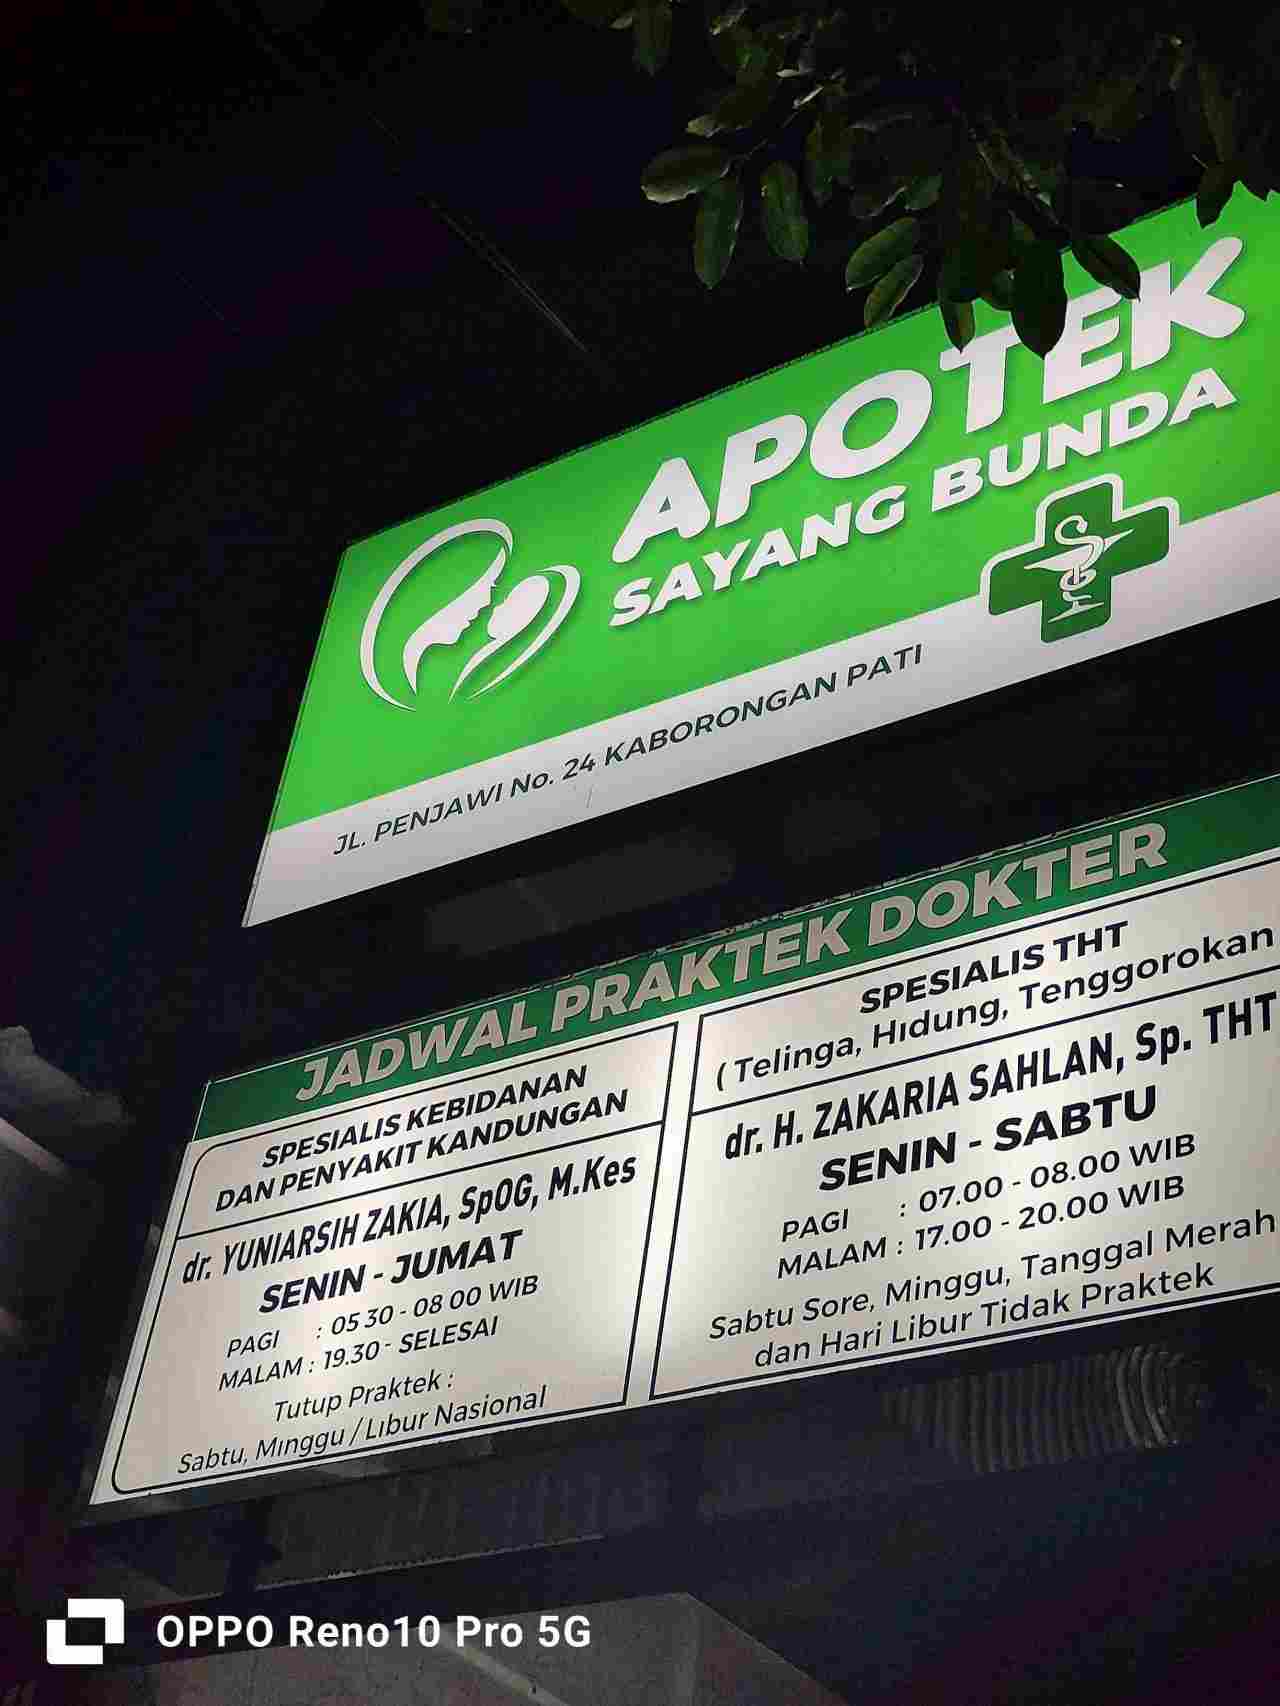 APOTEK
SAYANG BUNDA
JL. PENJAWI No. 24 KABORONGAN PATI
JADWAL PRAKTEK DOKTER
SPESIALIS KEBIDANAN
DAN PENYAKIT KANDUNGAN
dr. YUNIARSIH ZAKIA, SpOG, M.Kes
SENIN - JUMAT
PAGI : 05 30 - 08 00 WIB
MALAM : 19.30 - SELESAI
Tutup Praktek :
Sabtu, Minggu / Libur Nasional
SPESIALIS THT
( Telinga, Hidung, Tenggorokan
dr. H. ZAKARIA SAHLAN, Sp. THT
SENIN - SABTU
PAGI : 07.00 - 08.00 WIB
MALAM : 17.00 - 20.00 WIB
Sabtu Sore, Minggu, Tanggal Merah
dan Hari Libur Tidak Praktek
OPPO Reno10 Pro 5G